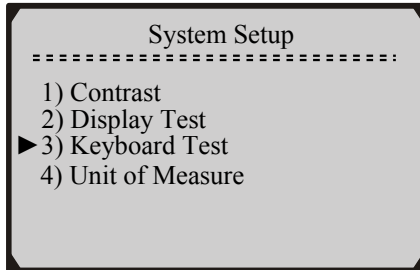 System Setup
1) Contrast
2) Display Test
►3) Keyboard Test
4) Unit of Measure